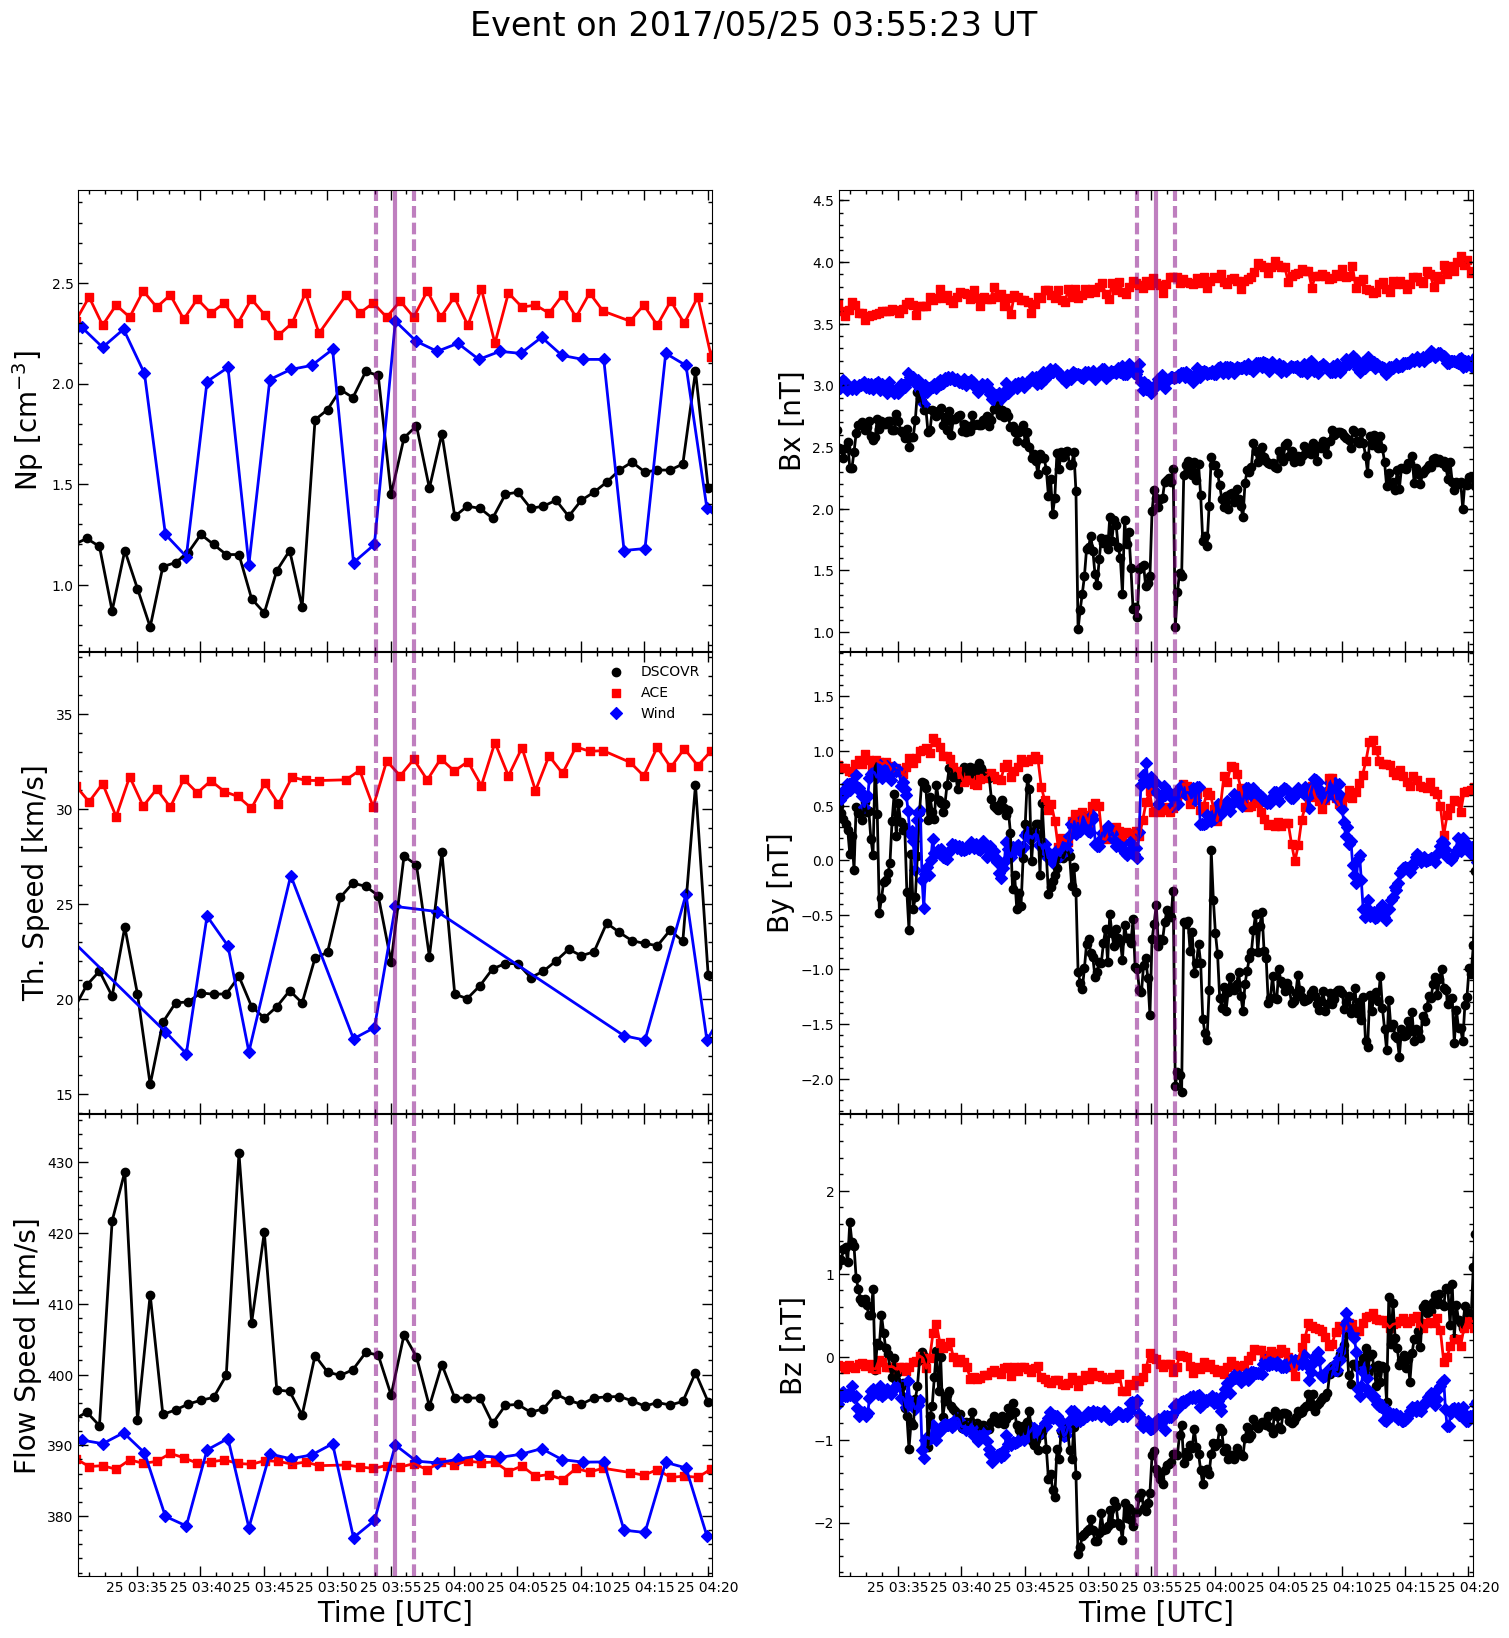 Event on 2017/05/25 03:55:23 UT
Np [cm⁻³]
2.5
2.0
1.5
1.0
Bx [nT]
4.5
4.0
3.5
3.0
2.5
2.0
1.5
1.0
Th. Speed [km/s]
35
30
25
20
15
DSCOVR
ACE
Wind
By [nT]
1.5
1.0
0.5
0.0
−0.5
−1.0
−1.5
−2.0
Flow Speed [km/s]
430
420
410
400
390
380
Bz [nT]
2
1
0
−1
−2
25 03:35 25 03:40 25 03:45 25 03:50 25 03:55 25 04:00 25 04:05 25 04:10 25 04:15 25 04:20
Time [UTC]
25 03:35 25 03:40 25 03:45 25 03:50 25 03:55 25 04:00 25 04:05 25 04:10 25 04:15 25 04:20
Time [UTC]